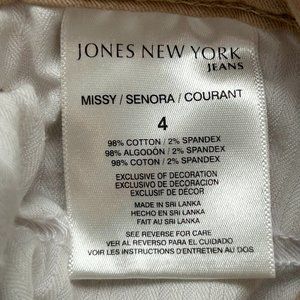 JONES NEW YORK
JEANS
MISSY / SENORA / COURANT
4
98% COTTON / 2% SPANDEX
98% ALGODÓN / 2% SPANDEX
98% COTON / 2% SPANDEX
EXCLUSIVE OF DECORATION
EXCLUSIVO DE DECORACION
EXCLUSIF DE DÉCOR
MADE IN SRI LANKA
HECHO EN SRI LANKA
FAIT AU SRI LANKA
SEE REVERSE FOR CARE
VER AL REVERSO PARA EL CUIDADO
VOIR LES INSTRUCTIONS D'ENTRETIEN AU DOS